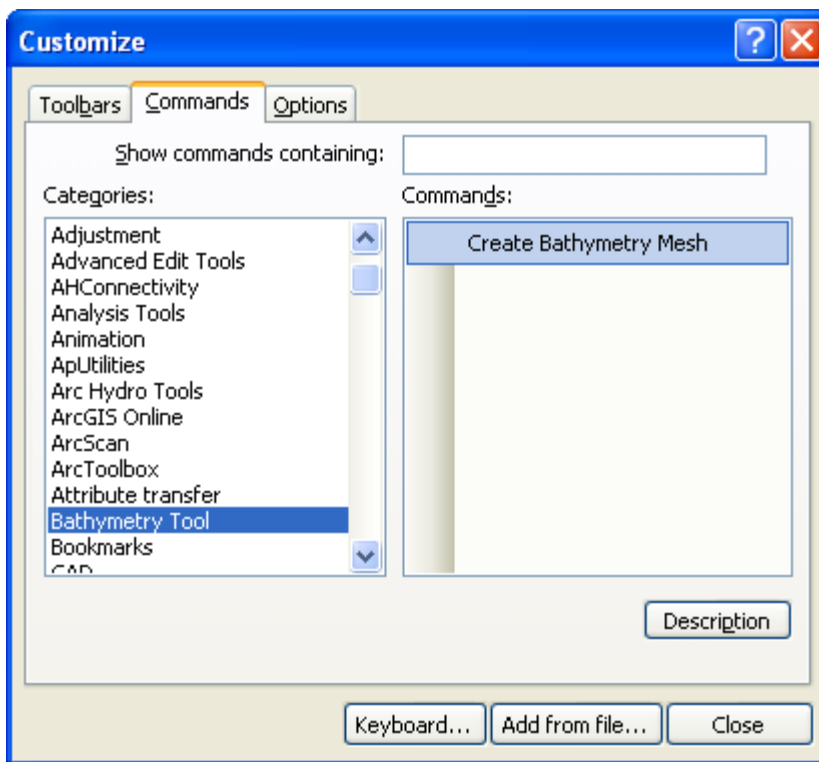 Customize
Toolbars Commands Options
Show commands containing:
Categories:
Commands:
Adjustment
Advanced Edit Tools
AHConnectivity
Analysis Tools
Animation
ApUtilities
Arc Hydro Tools
ArcGIS Online
ArcScan
ArcToolbox
Attribute transfer
Bathymetry Tool
Bookmarks
CAD
Create Bathymetry Mesh
Description
Keyboard... Add from file... Close